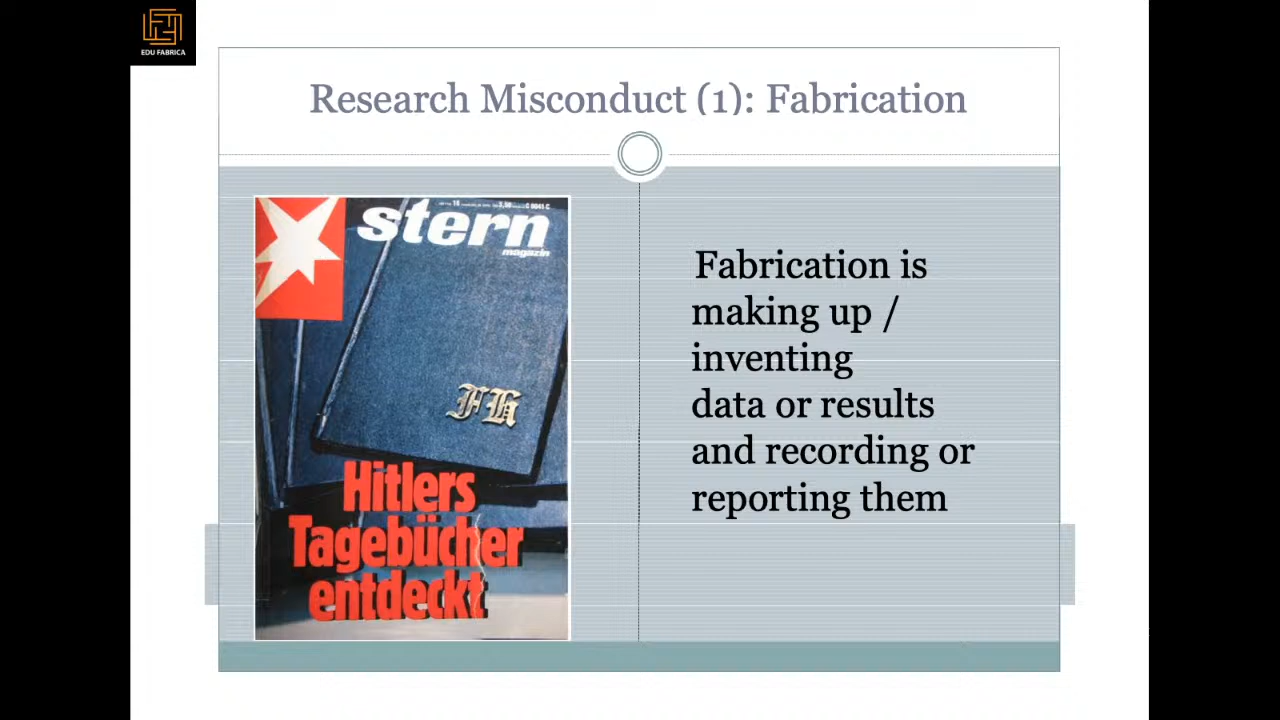 EDU FABRICA
Research Misconduct (1): Fabrication
stern
magazin
FH
Hitlers
Tagebücher
entdeckt
Fabrication is
making up /
inventing
data or results
and recording or
reporting them